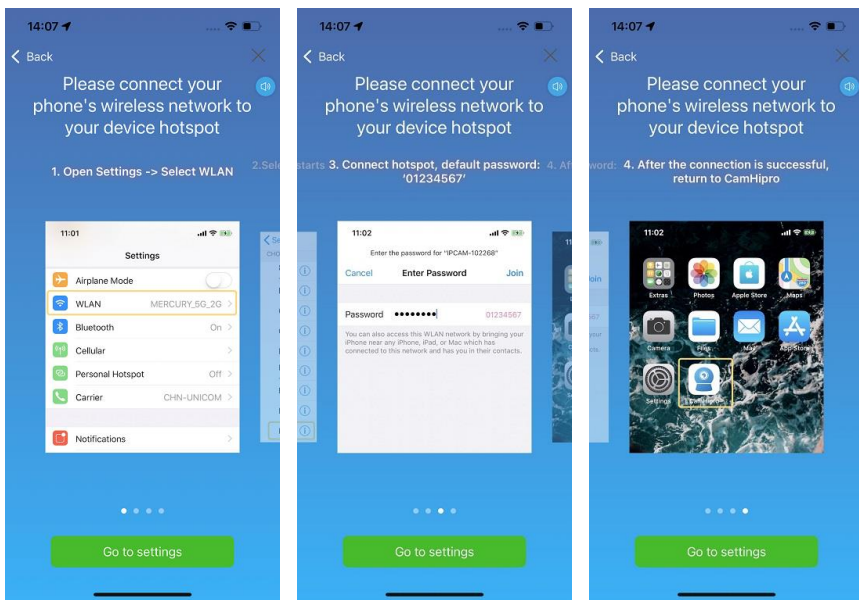 14:07
Back
Please connect your
phone's wireless network to
your device hotspot
1. Open Settings -> Select WLAN
2.Sele
11:01
Settings
Airplane Mode
WLAN MERCURY_5G_2G
Bluetooth On
Cellular
Personal Hotspot Off
Carrier CHN-UNICOM
Notifications
Go to settings
14:07
Back
Please connect your
phone's wireless network to
your device hotspot
starts
3. Connect hotspot, default password:
'01234567'
4. Af
11:02
Enter the password for "IPCAM-102268"
Cancel Enter Password Join
Password 01234567
You can also access this WLAN network by bringing your
iPhone near any iPhone, iPad, or Mac which has
connected to this network and has you in their contacts.
Go to settings
14:07
Back
Please connect your
phone's wireless network to
your device hotspot
word:
4. After the connection is successful,
return to CamHipro
11:02
Extras Photos Apple Store Maps
Camera Files Mail App Store
Settings CamHipro
Go to settings